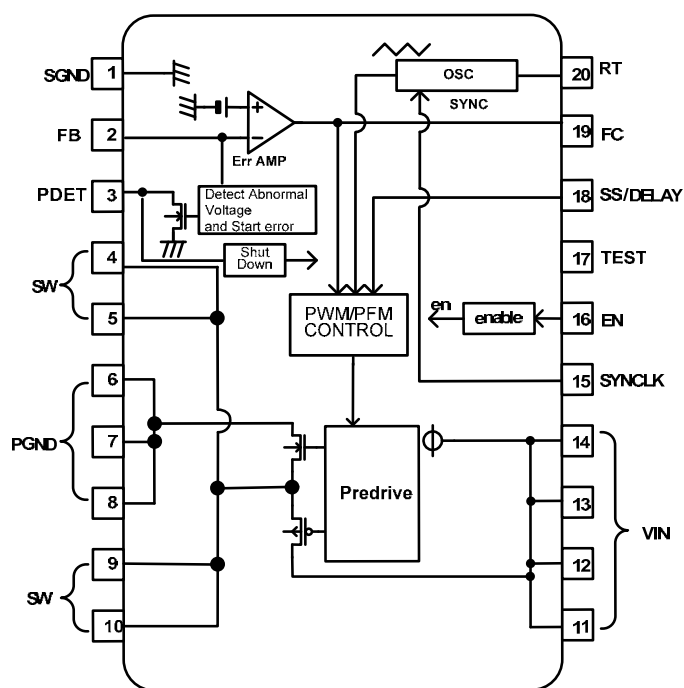 SGND 1
OSC
20 RT
SYNC
FB 2
+
−
Err AMP
19 FC
PDET 3
Detect Abnormal
Voltage
and Start error
18 SS/DELAY
Shut
Down
17 TEST
SW
4
5
PWM/PFM
CONTROL
en
enable
16 EN
15 SYNCLK
PGND
6
7
8
Predrive
14
13
12
11
VIN
SW
9
10